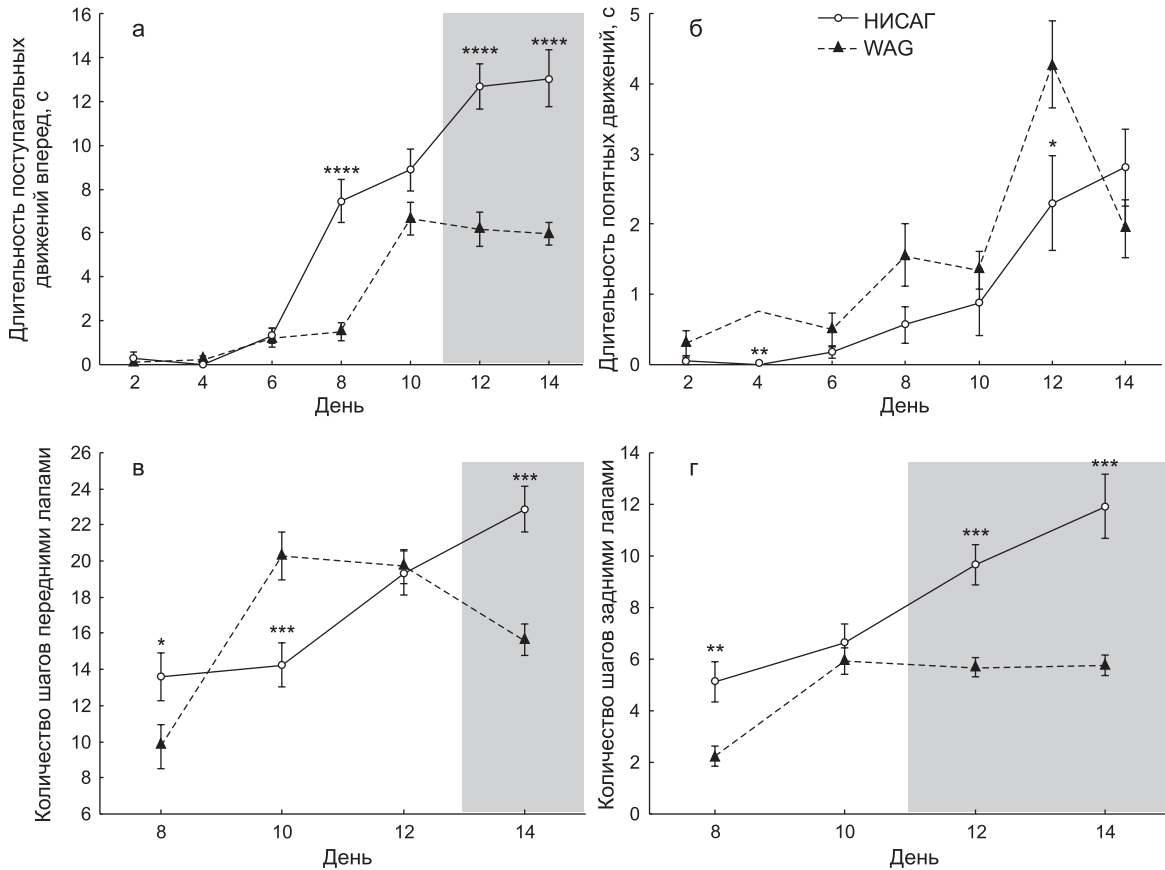 а
Длительность поступательных
движений вперед, с
16
14
12
10
8
6
4
2
0
****
****
****
2 4 6 8 10 12 14
День
б
НИСАГ
WAG
Длительность попятных движений, с
5
4
3
2
1
0
**
*
2 4 6 8 10 12 14
День
в
Количество шагов передними лапами
26
24
22
20
18
16
14
12
10
8
6
*
***
***
8 10 12 14
День
г
Количество шагов задними лапами
14
12
10
8
6
4
2
0
**
***
***
8 10 12 14
День